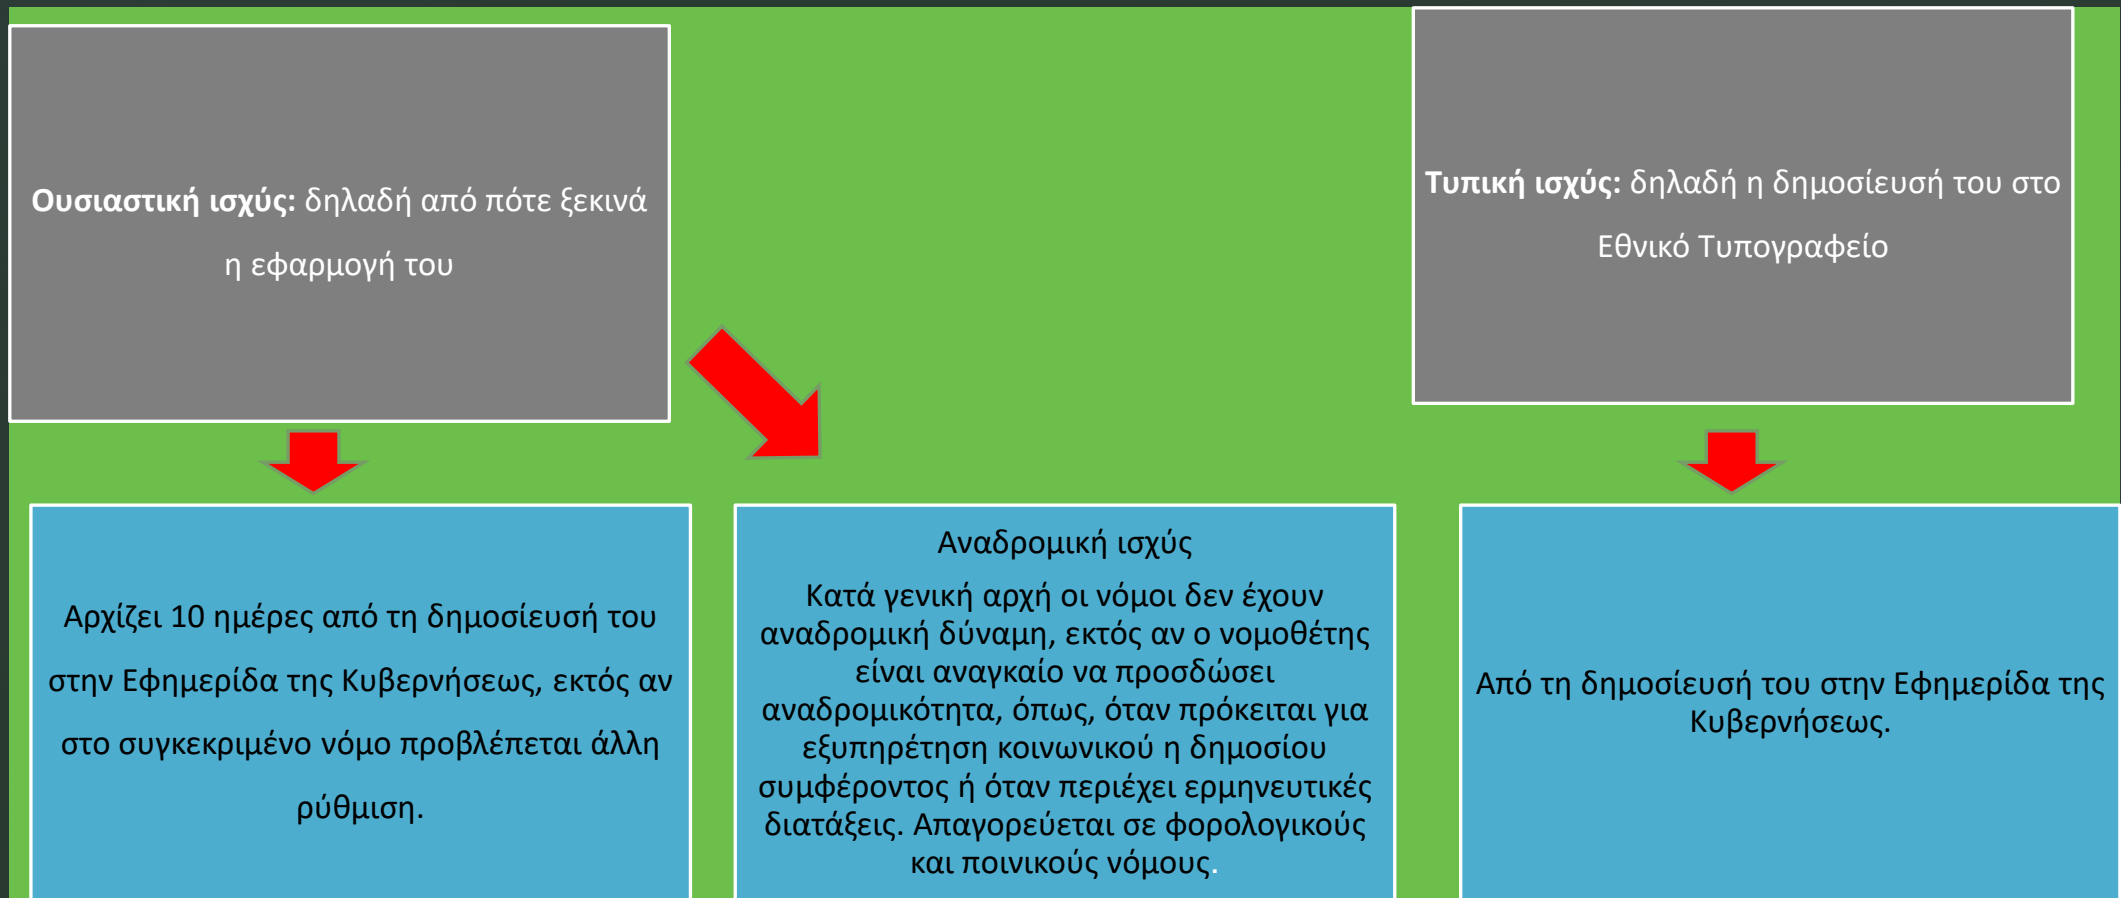 Ουσιαστική ισχύς: δηλαδή από πότε ξεκινά
η εφαρμογή του
Τυπική ισχύς: δηλαδή η δημοσίευσή του στο
Εθνικό Τυπογραφείο
Αρχίζει 10 ημέρες από τη δημοσίευσή του
στην Εφημερίδα της Κυβερνήσεως, εκτός αν
στο συγκεκριμένο νόμο προβλέπεται άλλη
ρύθμιση.
Αναδρομική ισχύς
Κατά γενική αρχή οι νόμοι δεν έχουν
αναδρομική δύναμη, εκτός αν ο νομοθέτης
είναι αναγκαίο να προσδώσει
αναδρομικότητα, όπως, όταν πρόκειται για
εξυπηρέτηση κοινωνικού η δημοσίου
συμφέροντος ή όταν περιέχει ερμηνευτικές
διατάξεις. Απαγορεύεται σε φορολογικούς
και ποινικούς νόμους.
Από τη δημοσίευσή του στην Εφημερίδα της
Κυβερνήσεως.